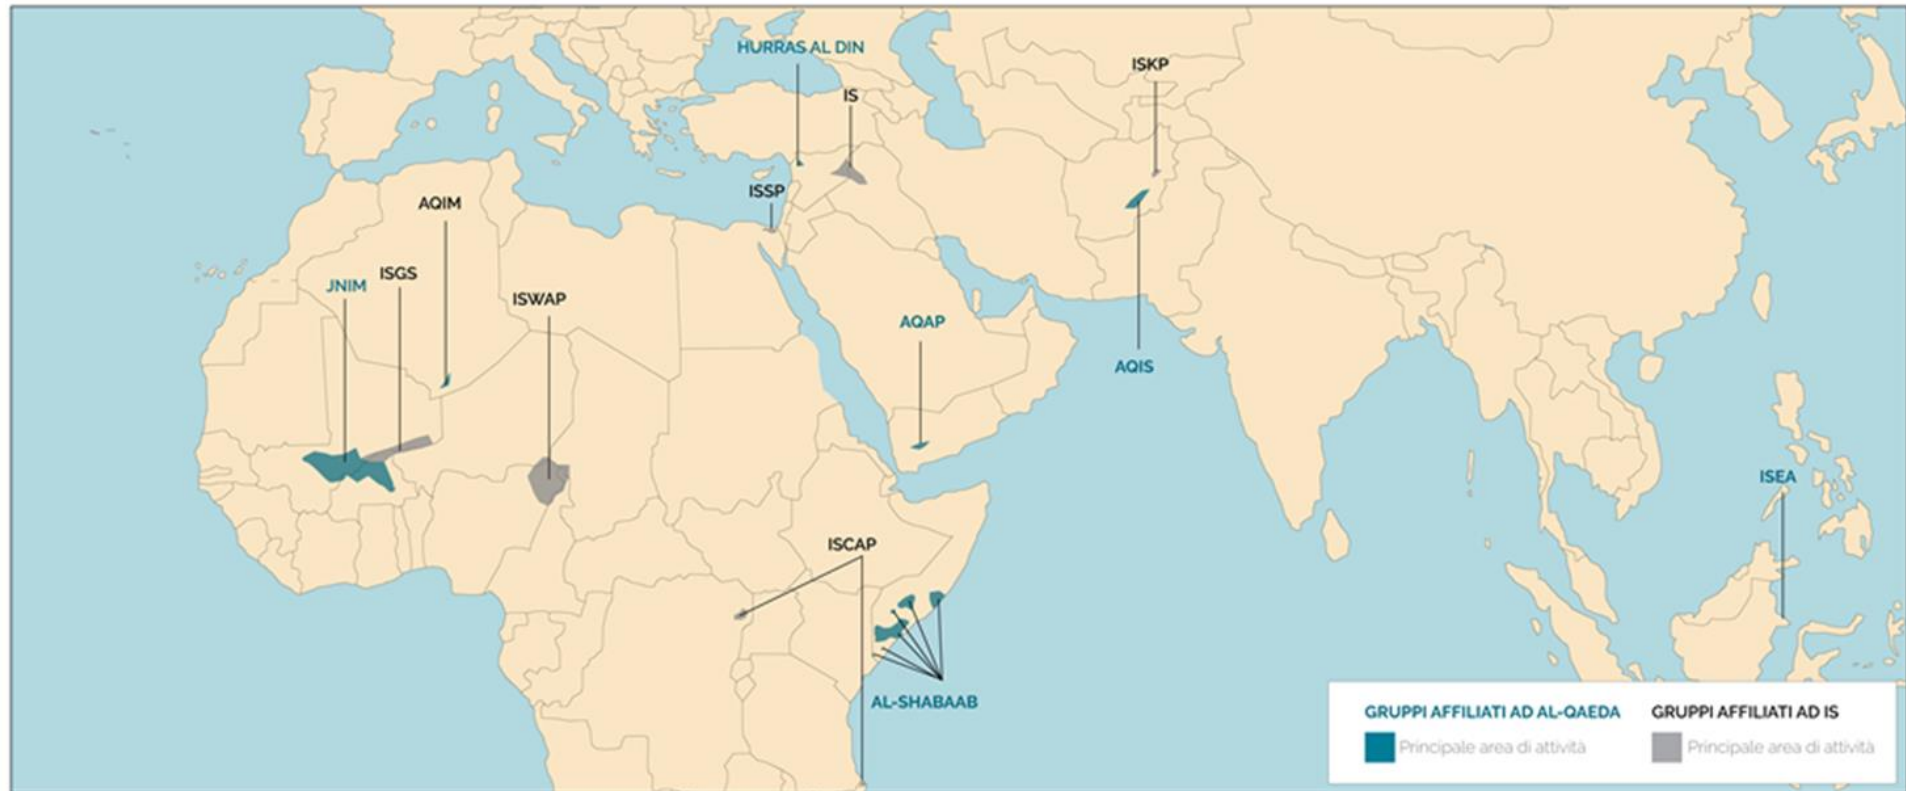 HURRAS AL DIN
IS
ISKP
ISSP
AQIM
ISGS
JNIM
ISWAP
AQAP
AQIS
ISEA
ISCAP
AL-SHABAAB
GRUPPI AFFILIATI AD AL-QAEDA
Principale area di attività
GRUPPI AFFILIATI AD IS
Principale area di attività